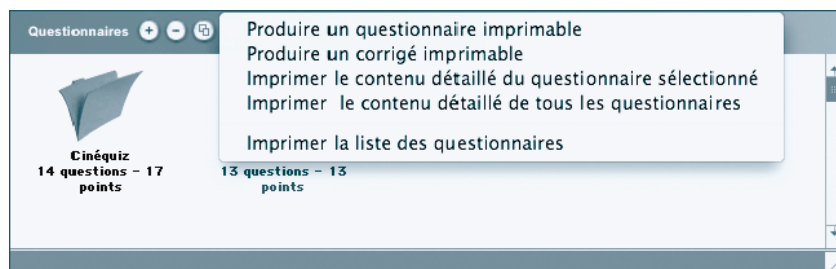 Questionnaires
Produire un questionnaire imprimable
Produire un corrigé imprimable
Imprimer le contenu détaillé du questionnaire sélectionné
Imprimer le contenu détaillé de tous les questionnaires
Imprimer la liste des questionnaires
Cinéquiz
14 questions - 17
points
13 questions - 13
points